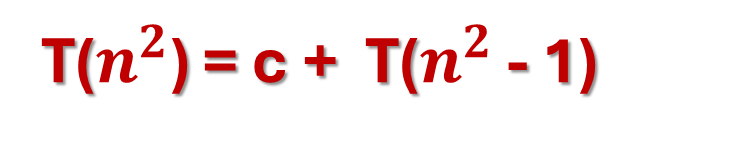 T(n²) = c + T(n² - 1)